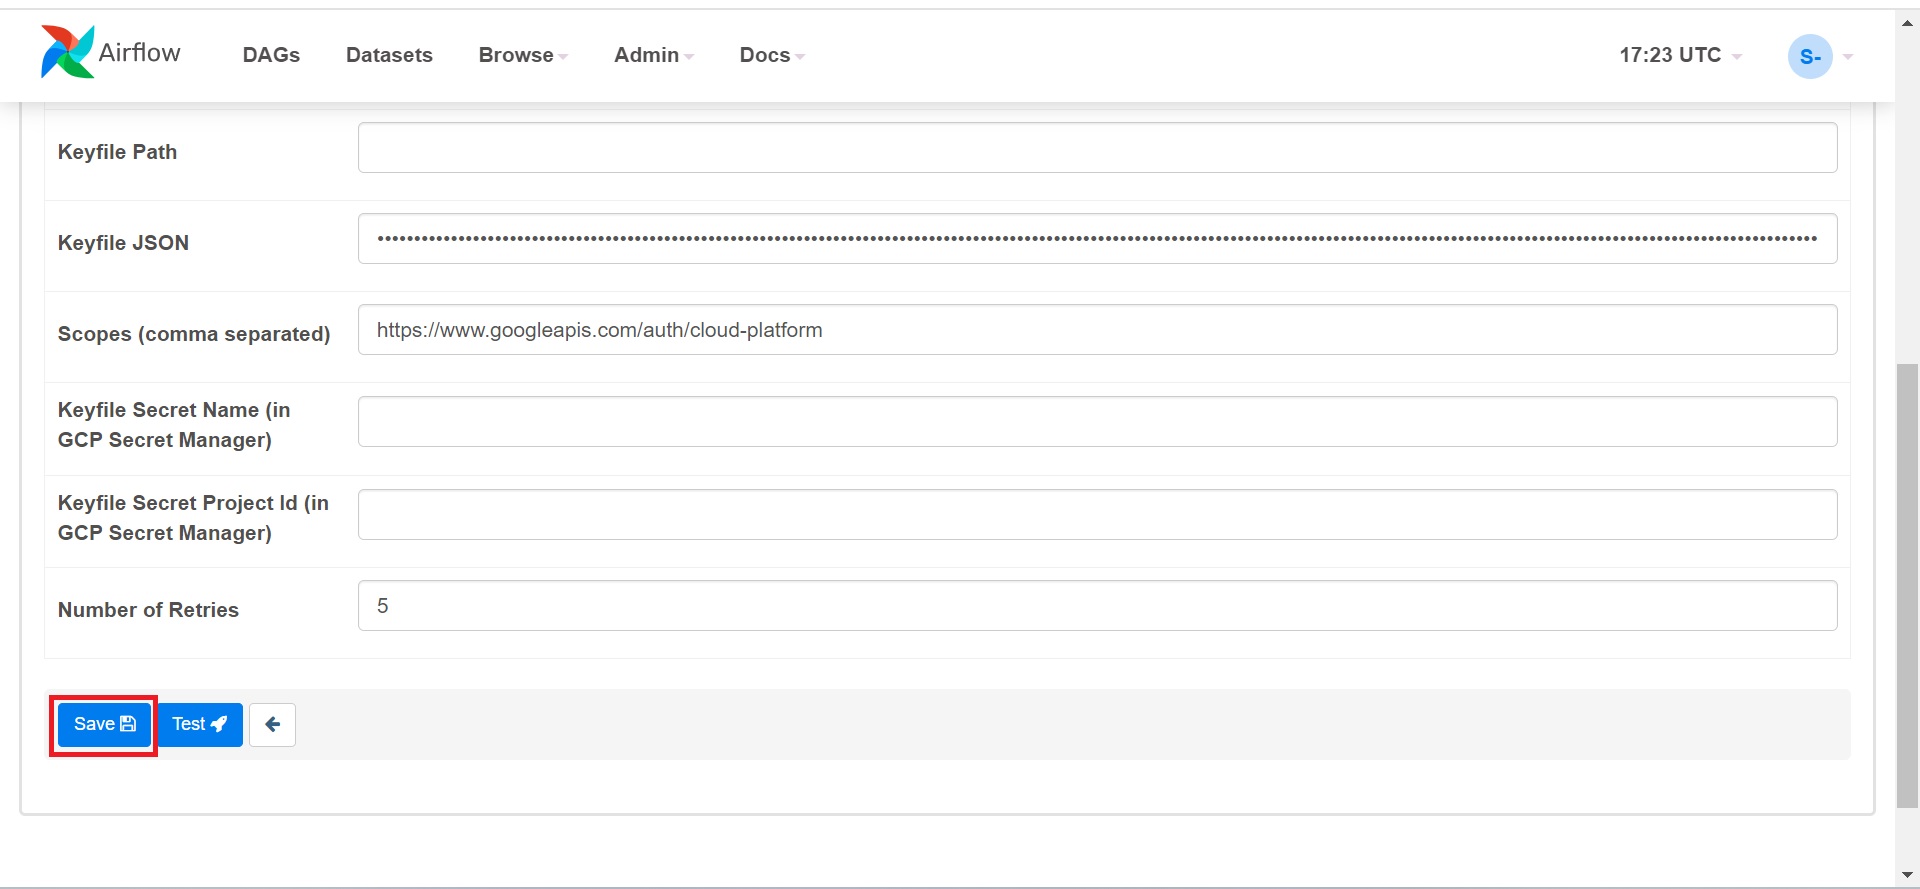 Airflow DAGs Datasets Browse Admin Docs 17:23 UTC S-
Keyfile Path
Keyfile JSON
Scopes (comma separated) https://www.googleapis.com/auth/cloud-platform
Keyfile Secret Name (in
GCP Secret Manager)
Keyfile Secret Project Id (in
GCP Secret Manager)
Number of Retries 5
Save Test